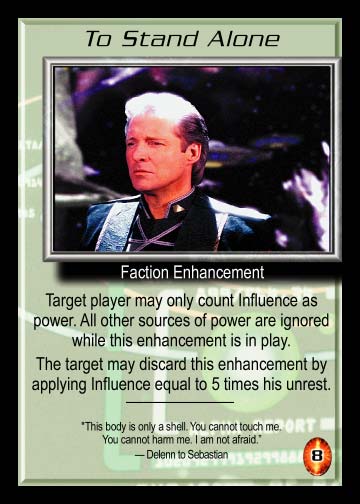 To Stand Alone
Faction Enhancement
Target player may only count Influence as
power. All other sources of power are ignored
while this enhancement is in play.
The target may discard this enhancement by
applying Influence equal to 5 times his unrest.
"This body is only a shell. You cannot touch me.
You cannot harm me. I am not afraid."
— Delenn to Sebastian
8